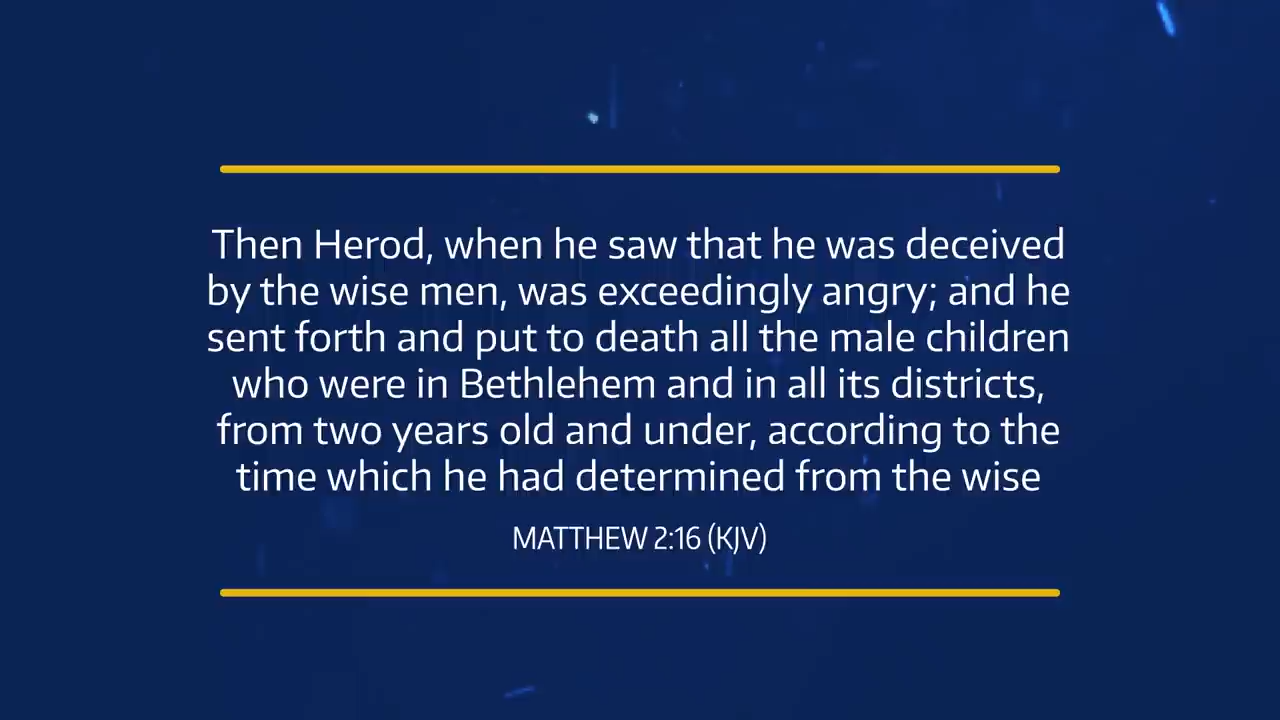 Then Herod, when he saw that he was deceived
by the wise men, was exceedingly angry; and he
sent forth and put to death all the male children
who were in Bethlehem and in all its districts,
from two years old and under, according to the
time which he had determined from the wise
MATTHEW 2:16 (KJV)